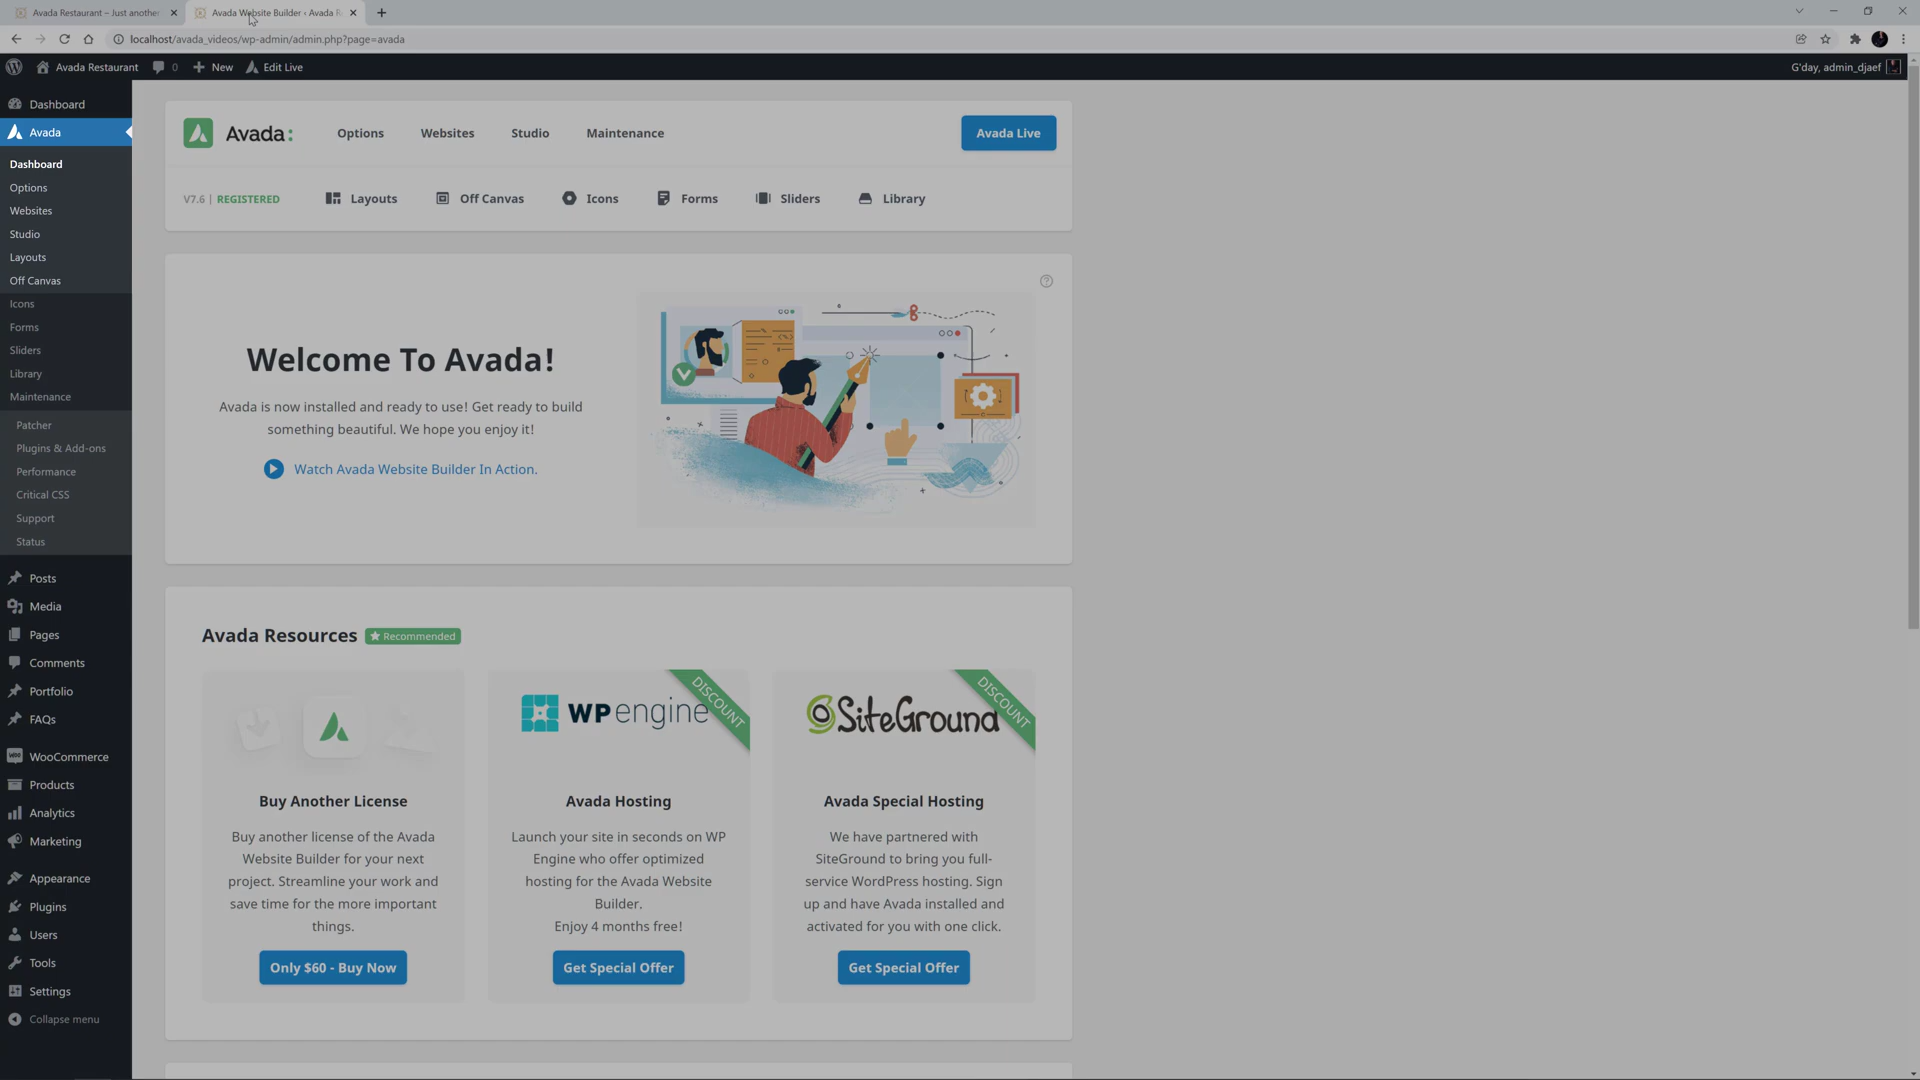 Avada Restaurant – Just another
Avada Website Builder ‹ Avada R
localhost/avada_videos/wp-admin/admin.php?page=avada
Avada Restaurant
0
New
Edit Live
G'day, admin_djaef
Dashboard
Avada
Dashboard
Options
Websites
Studio
Layouts
Off Canvas
Icons
Forms
Sliders
Library
Maintenance
Patcher
Plugins & Add-ons
Performance
Critical CSS
Support
Status
Posts
Media
Pages
Comments
Portfolio
FAQs
WooCommerce
Products
Analytics
Marketing
Appearance
Plugins
Users
Tools
Settings
Collapse menu
Avada:
Options
Websites
Studio
Maintenance
Avada Live
V7.6 | REGISTERED
Layouts
Off Canvas
Icons
Forms
Sliders
Library
Welcome To Avada!
Avada is now installed and ready to use! Get ready to build
something beautiful. We hope you enjoy it!
Watch Avada Website Builder In Action.
Avada Resources
Recommended
Buy Another License
Buy another license of the Avada
Website Builder for your next
project. Streamline your work and
save time for the more important
things.
Only $60 - Buy Now
WP engine
DISCOUNT
Avada Hosting
Launch your site in seconds on WP
Engine who offer optimized
hosting for the Avada Website
Builder.
Enjoy 4 months free!
Get Special Offer
SiteGround
DISCOUNT
Avada Special Hosting
We have partnered with
SiteGround to bring you full-
service WordPress hosting. Sign
up and have Avada installed and
activated for you with one click.
Get Special Offer